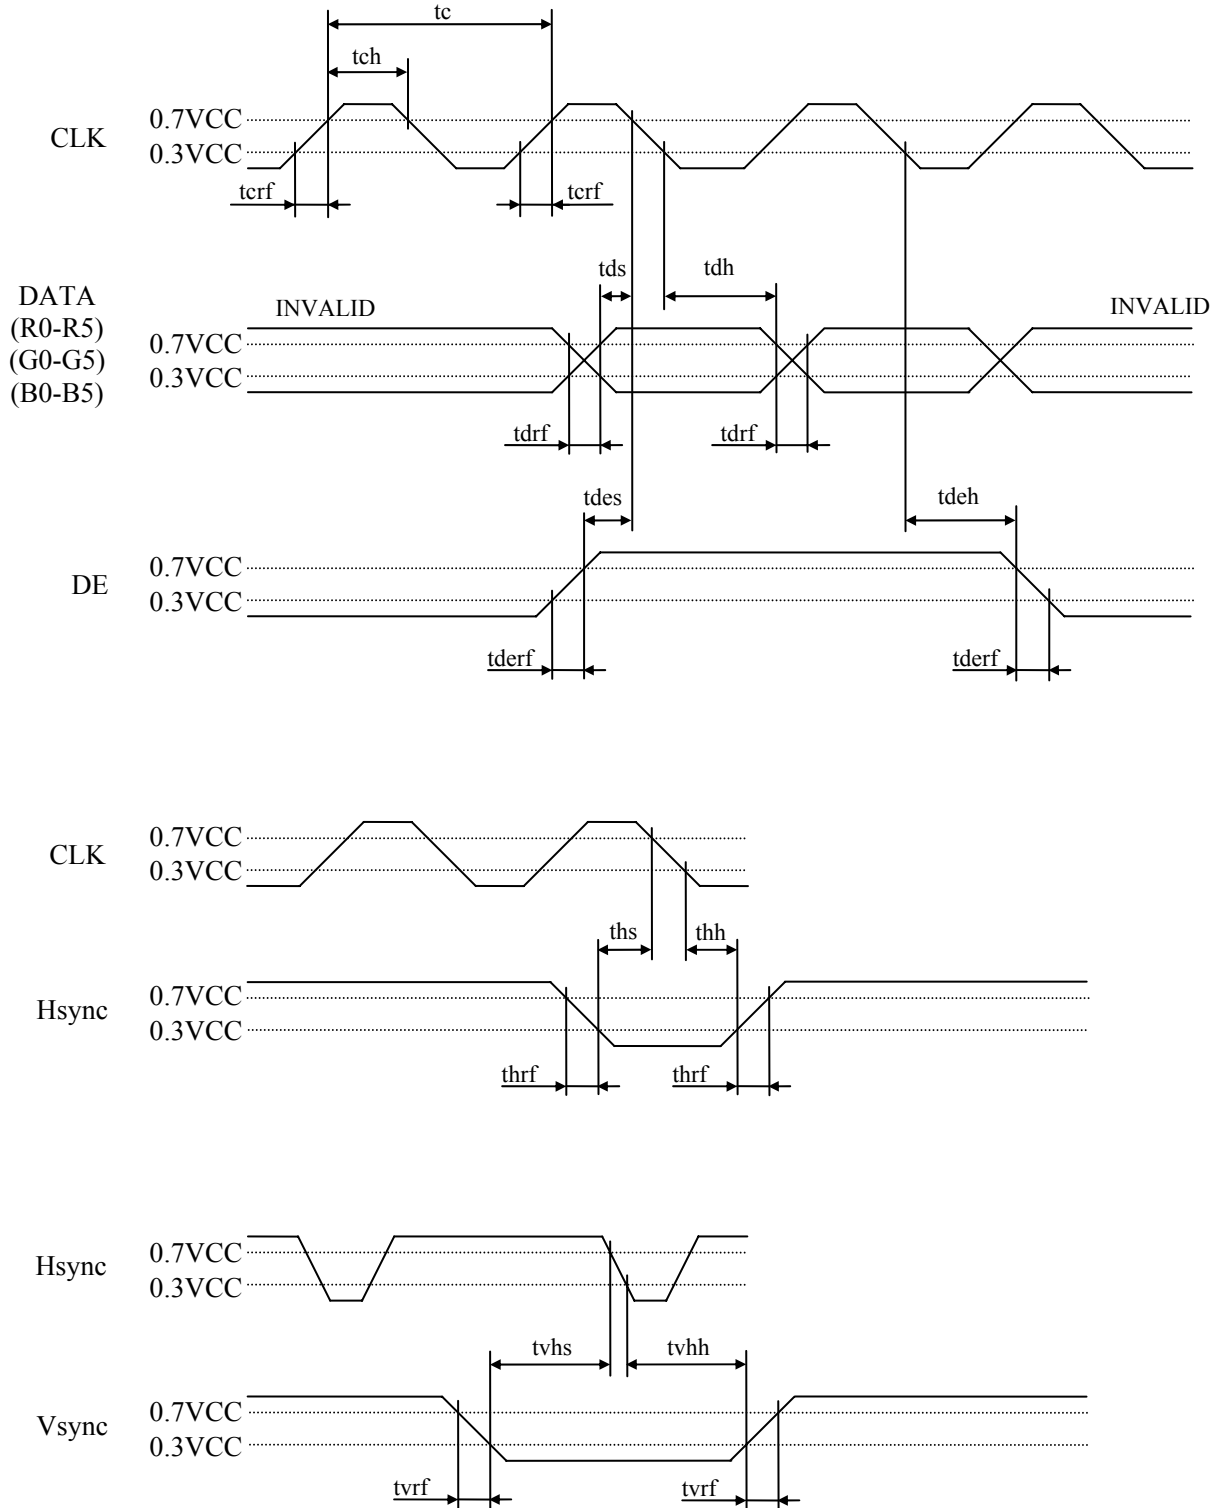 tc
tch
CLK
0.7VCC
0.3VCC
tcrf
tcrf
tds
tdh
DATA
(R0-R5)
(G0-G5)
(B0-B5)
INVALID
INVALID
0.7VCC
0.3VCC
tdrf
tdrf
tdes
tdeh
DE
0.7VCC
0.3VCC
tderf
tderf
CLK
0.7VCC
0.3VCC
ths
thh
Hsync
0.7VCC
0.3VCC
thrf
thrf
Hsync
0.7VCC
0.3VCC
tvhs
tvhh
Vsync
0.7VCC
0.3VCC
tvrf
tvrf